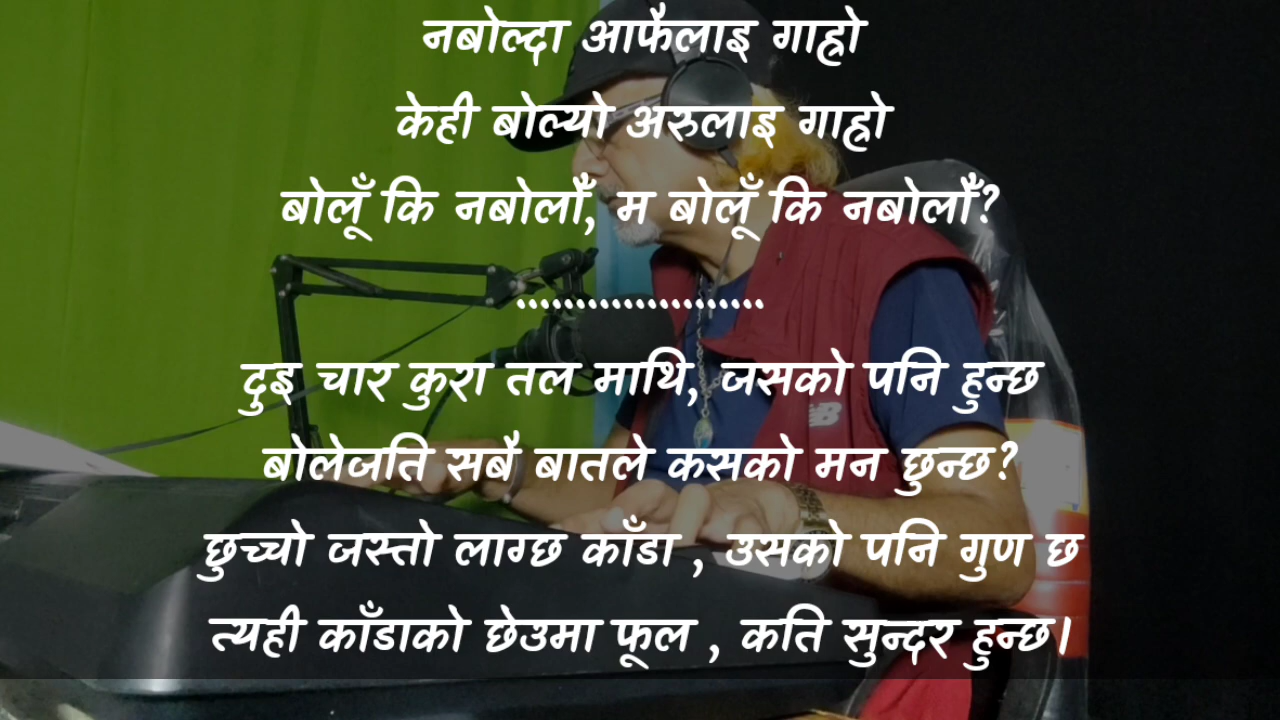 नबोल्दा आफैलाइ गाह्रो
केही बोल्यो अरुलाइ गाह्रो
बोलूँ कि नबोलौँ, म बोलूँ कि नबोलौँ?
.....................
दुइ चार कुरा तल माथि, जसको पनि हुन्छ
बोलेजति सबै बातले कसको मन छुन्छ?
छुच्चो जस्तो लाग्छ काँडा , उसको पनि गुण छ
त्यही काँडाको छेउमा फूल , कति सुन्दर हुन्छ।
NB